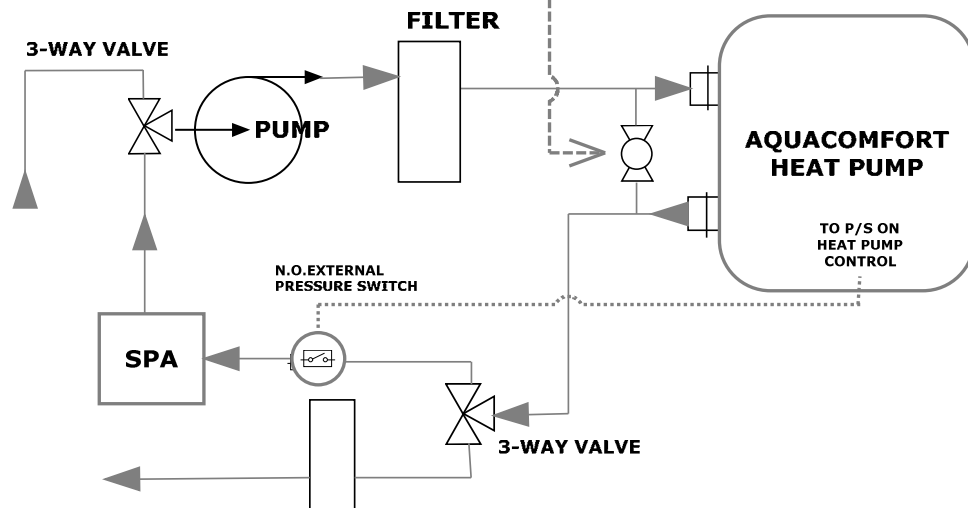 FILTER
3-WAY VALVE
PUMP
AQUACOMFORT
HEAT PUMP
TO P/S ON
HEAT PUMP
CONTROL
N.O.EXTERNAL
PRESSURE SWITCH
SPA
3-WAY VALVE